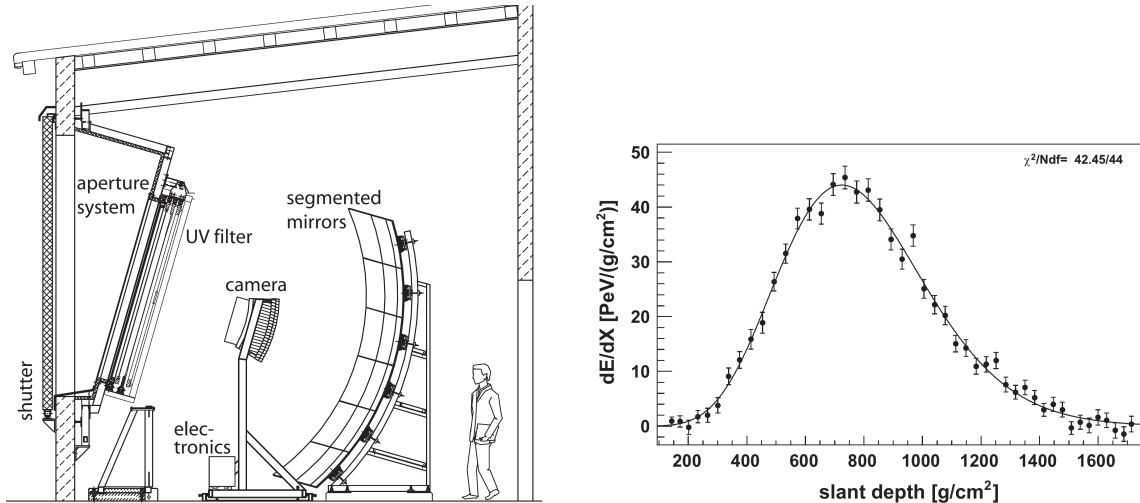 aperture
system
UV filter
segmented
mirrors
camera
shutter
elec-
tronics
χ²/Ndf= 42.45/44
50
40
30
20
10
0
dE/dX [PeV/(g/cm²)]
200 400 600 800 1000 1200 1400 1600
slant depth [g/cm²]